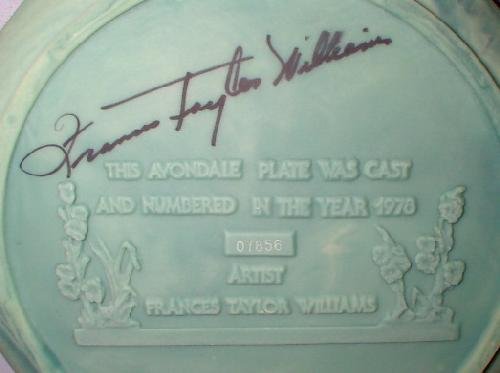 Frances Taylor Williams
THIS AVONDALE PLATE WAS CAST
AND NUMBERED IN THE YEAR 1978
07856
ARTIST
FRANCES TAYLOR WILLIAMS